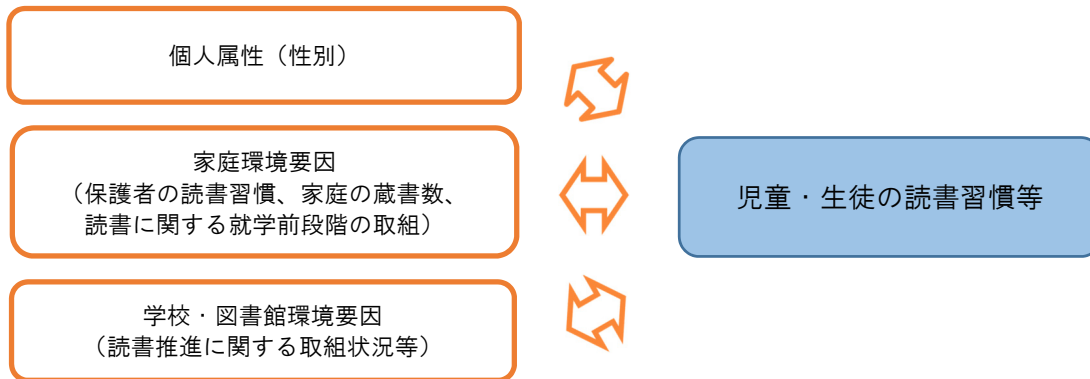 個人属性（性別）
家庭環境要因
（保護者の読書習慣、家庭の蔵書数、
読書に関する就学前段階の取組）
児童・生徒の読書習慣等
学校・図書館環境要因
（読書推進に関する取組状況等）